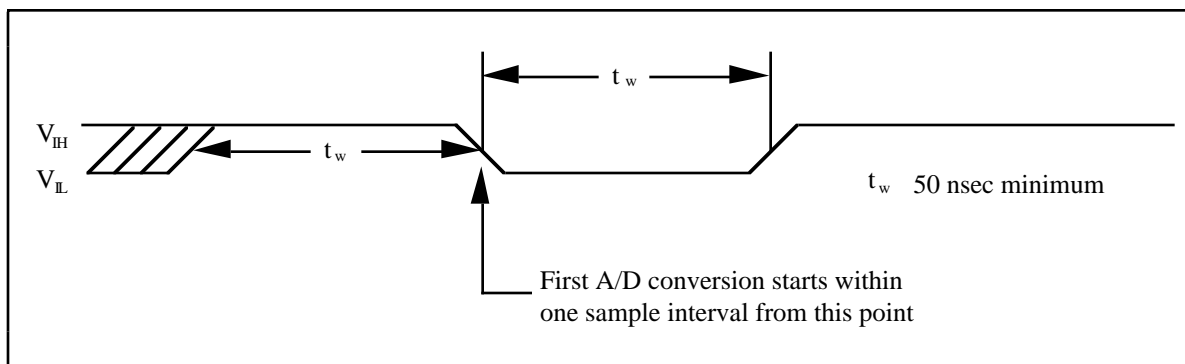 t w
V IH
t w
V IL
t w 50 nsec minimum
First A/D conversion starts within
one sample interval from this point